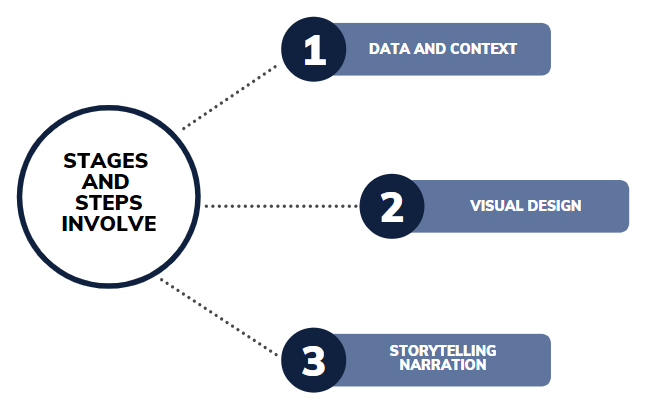 STAGES
AND
STEPS
INVOLVE
1
DATA AND CONTEXT
2
VISUAL DESIGN
3
STORYTELLING
NARRATION